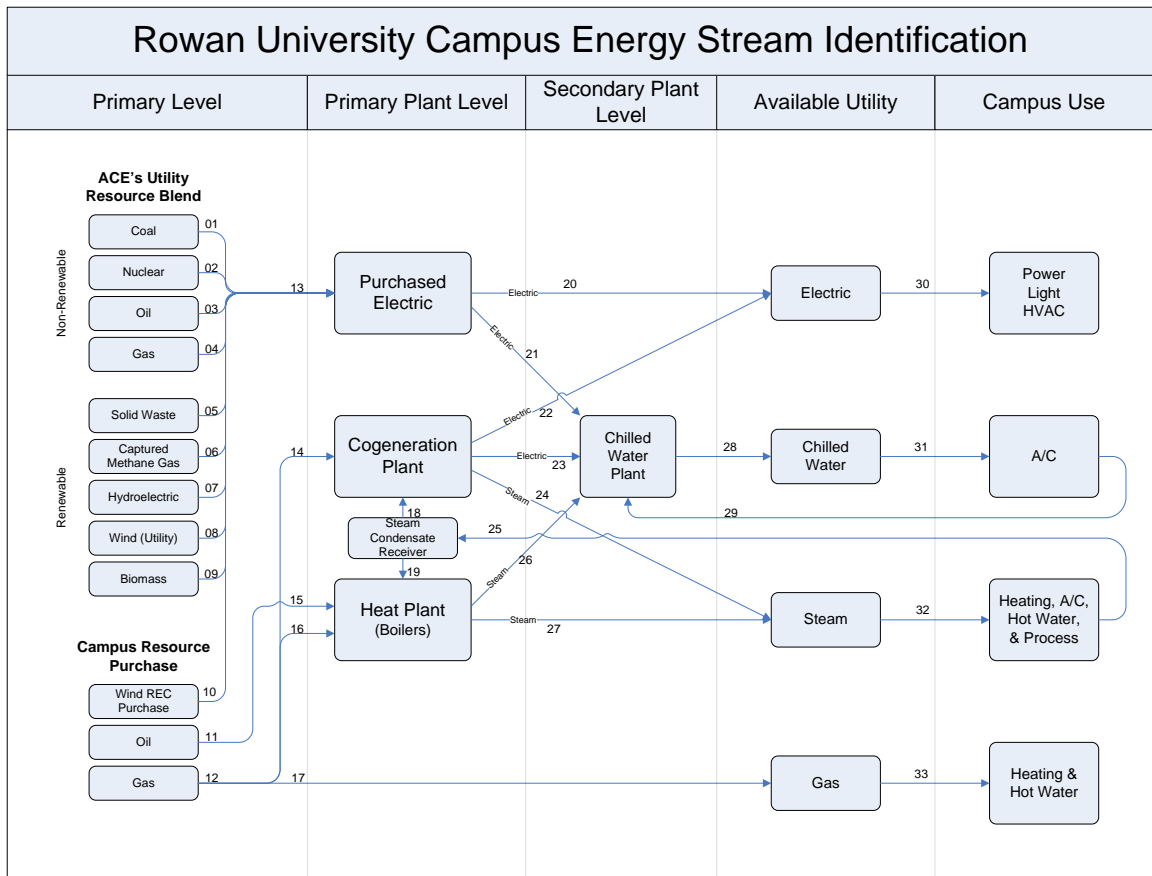 Rowan University Campus Energy Stream Identification
Primary Level
Primary Plant Level
Secondary Plant
Level
Available Utility
Campus Use
ACE's Utility
Resource Blend
Non-Renewable
Coal
01
Nuclear
02
Oil
03
Gas
04
Renewable
Solid Waste
05
Captured
Methane Gas
06
Hydroelectric
07
Wind (Utility)
08
Biomass
09
Campus Resource
Purchase
Wind REC
Purchase
10
Oil
11
Gas
12
13
14
15
16
17
Purchased
Electric
Cogeneration
Plant
18
Steam
Condensate
Receiver
19
Heat Plant
(Boilers)
Electric
20
Electric
21
Electric
22
Electric
23
Steam
24
25
Steam
26
Steam
27
Chilled
Water
Plant
28
29
Electric
30
Chilled
Water
31
Steam
32
Gas
33
Power
Light
HVAC
A/C
Heating, A/C,
Hot Water,
& Process
Heating &
Hot Water